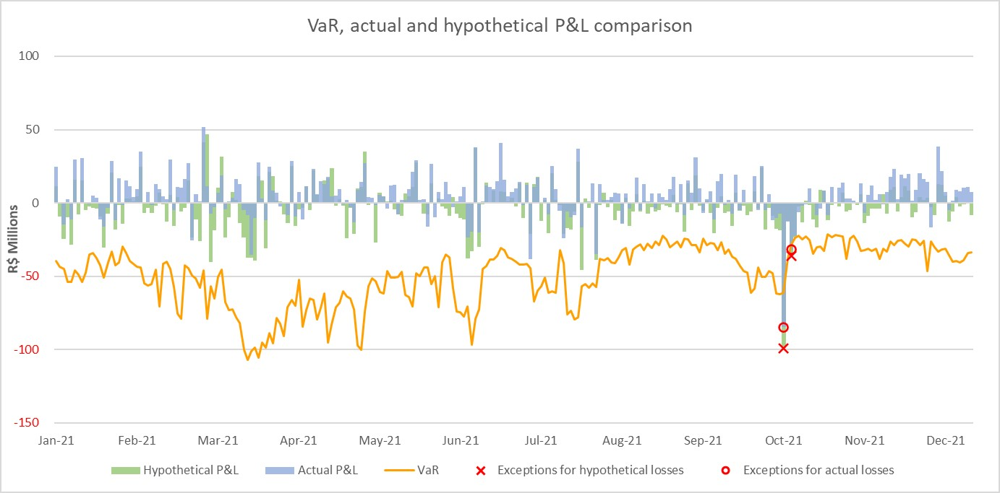 VaR, actual and hypothetical P&L comparison
100
50
0
-50
-100
-150
R$ Millions
Jan-21 Feb-21 Mar-21 Apr-21 May-21 Jun-21 Jul-21 Aug-21 Sep-21 Oct-21 Nov-21 Dec-21
Hypothetical P&L Actual P&L VaR Exceptions for hypothetical losses Exceptions for actual losses